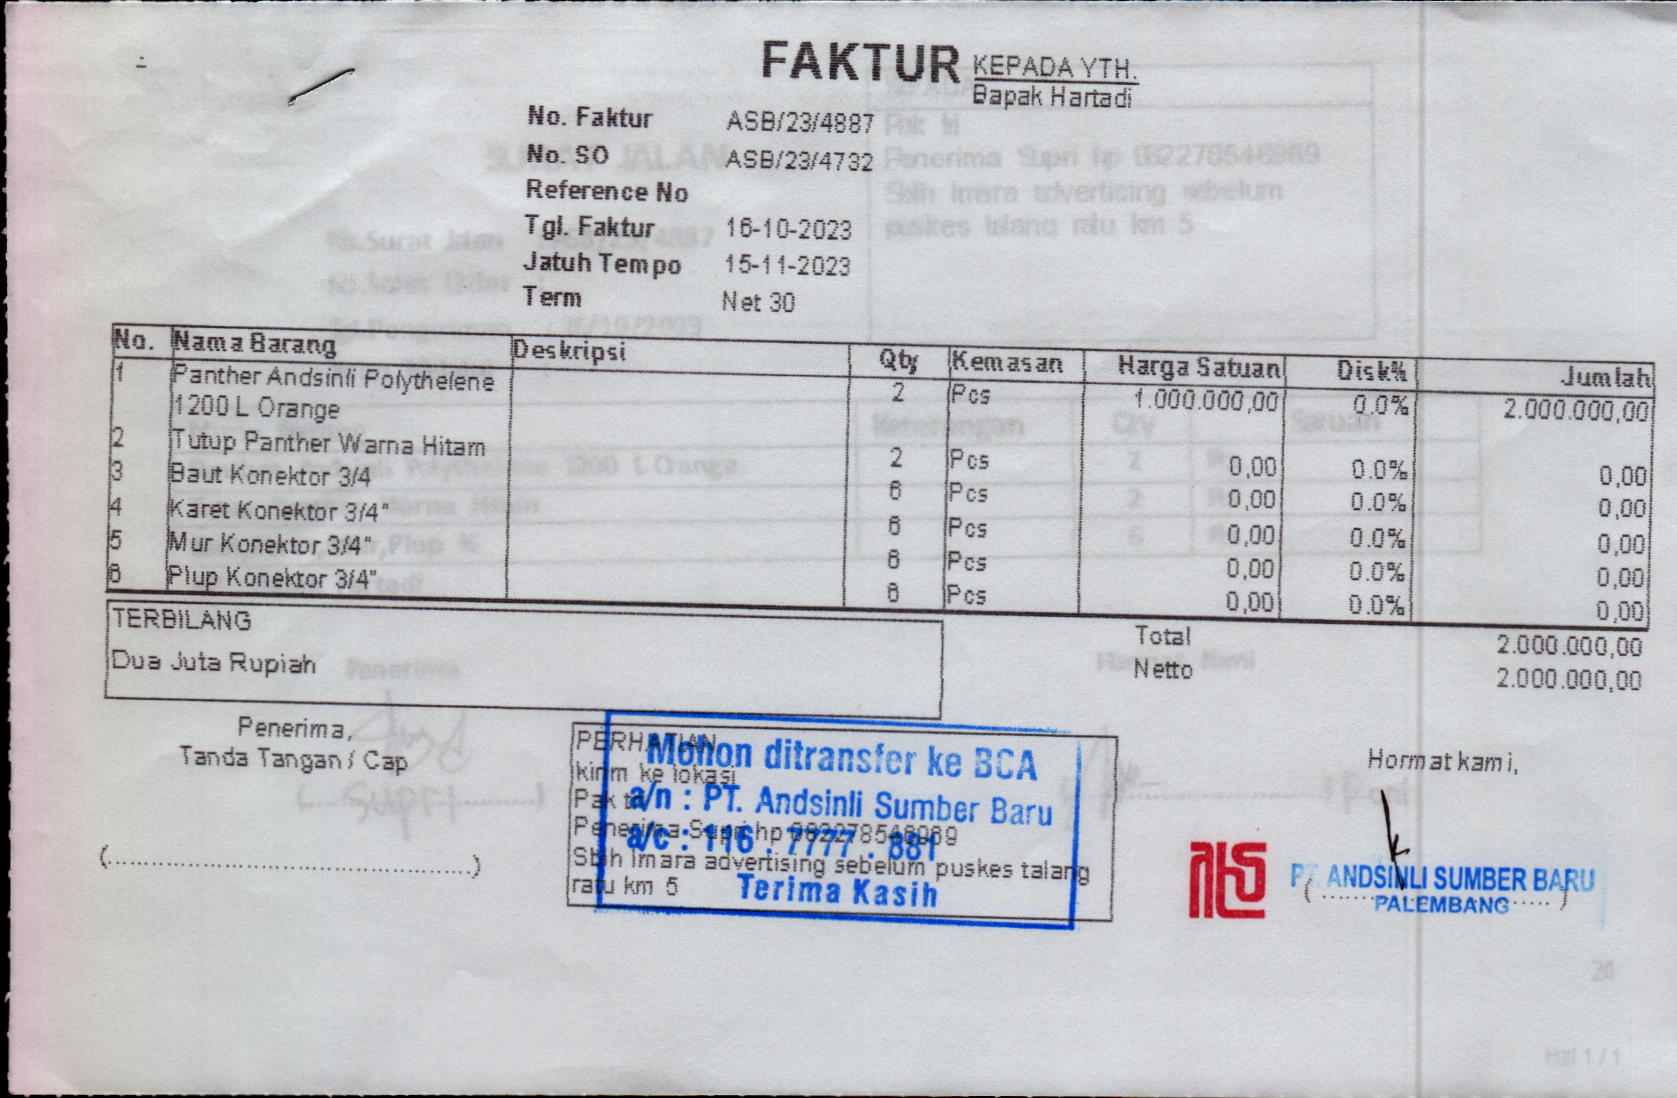 FAKTUR
KEPADA YTH.
Bapak Hartadi
No. Faktur ASB/23/4887
No. SO ASB/23/4732
Reference No
Tgl. Faktur 16-10-2023
Jatuh Tempo 15-11-2023
Term Net 30
No. Nama Barang Deskripsi Qty Kemasan Harga Satuan Disk% Jumlah
1 Panther Andsinli Polythelene 2 Pcs 1.000.000,00 0.0% 2.000.000,00
1200 L Orange
2 Tutup Panther Warna Hitam 2 Pcs 0,00 0.0% 0,00
3 Baut Konektor 3/4 6 Pcs 0,00 0.0% 0,00
4 Karet Konektor 3/4" 6 Pcs 0,00 0.0% 0,00
5 Mur Konektor 3/4" 6 Pcs 0,00 0.0% 0,00
6 Plup Konektor 3/4" 6 Pcs 0,00 0.0% 0,00
TERBILANG
Dua Juta Rupiah
Total 2.000.000,00
Netto 2.000.000,00
Penerima,
Tanda Tangan / Cap
(.......................................)
PERHATIAN
kirim ke lokasi
Pak
Penerima Supri hp 082278546969
Sblh Imara advertising sebelum puskes talang
ratu km 5
Mohon ditransfer ke BCA
a/n : PT. Andsinli Sumber Baru
a/c : 116 . 7777 . 881
Terima Kasih
Hormat kami,
PT. ANDSINLI SUMBER BARU
PALEMBANG